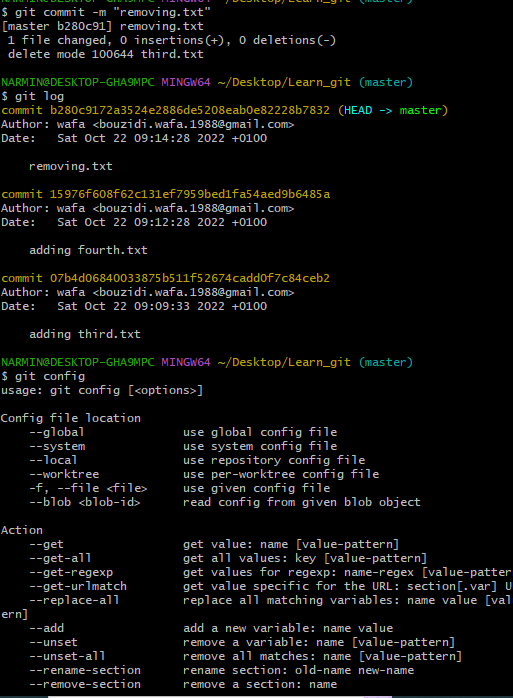 $ git commit -m "removing.txt"
[master b280c91] removing.txt
 1 file changed, 0 insertions(+), 0 deletions(-)
 delete mode 100644 third.txt
NARMIN@DESKTOP-GHA9MPC MINGW64 ~/Desktop/Learn_git (master)
$ git log
commit b280c9172a3524e2886de5208eab0e82228b7832 (HEAD -> master)
Author: wafa <bouzidi.wafa.1988@gmail.com>
Date:   Sat Oct 22 09:14:28 2022 +0100
    removing.txt
commit 15976f608f62c131ef7959bed1fa54aed9b6485a
Author: wafa <bouzidi.wafa.1988@gmail.com>
Date:   Sat Oct 22 09:12:28 2022 +0100
    adding fourth.txt
commit 07b4d06840033875b511f52674cadd0f7c84ceb2
Author: wafa <bouzidi.wafa.1988@gmail.com>
Date:   Sat Oct 22 09:09:33 2022 +0100
    adding third.txt
NARMIN@DESKTOP-GHA9MPC MINGW64 ~/Desktop/Learn_git (master)
$ git config
usage: git config [<options>]
Config file location
    --global              use global config file
    --system              use system config file
    --local               use repository config file
    --worktree            use per-worktree config file
    -f, --file <file>     use given config file
    --blob <blob-id>      read config from given blob object
Action
    --get                 get value: name [value-pattern]
    --get-all             get all values: key [value-pattern]
    --get-regexp          get values for regexp: name-regex [value-patter
    --get-urlmatch        get value specific for the URL: section[.var] U
    --replace-all         replace all matching variables: name value [val
ern]
    --add                 add a new variable: name value
    --unset               remove a variable: name [value-pattern]
    --unset-all           remove all matches: name [value-pattern]
    --rename-section      rename section: old-name new-name
    --remove-section      remove a section: name